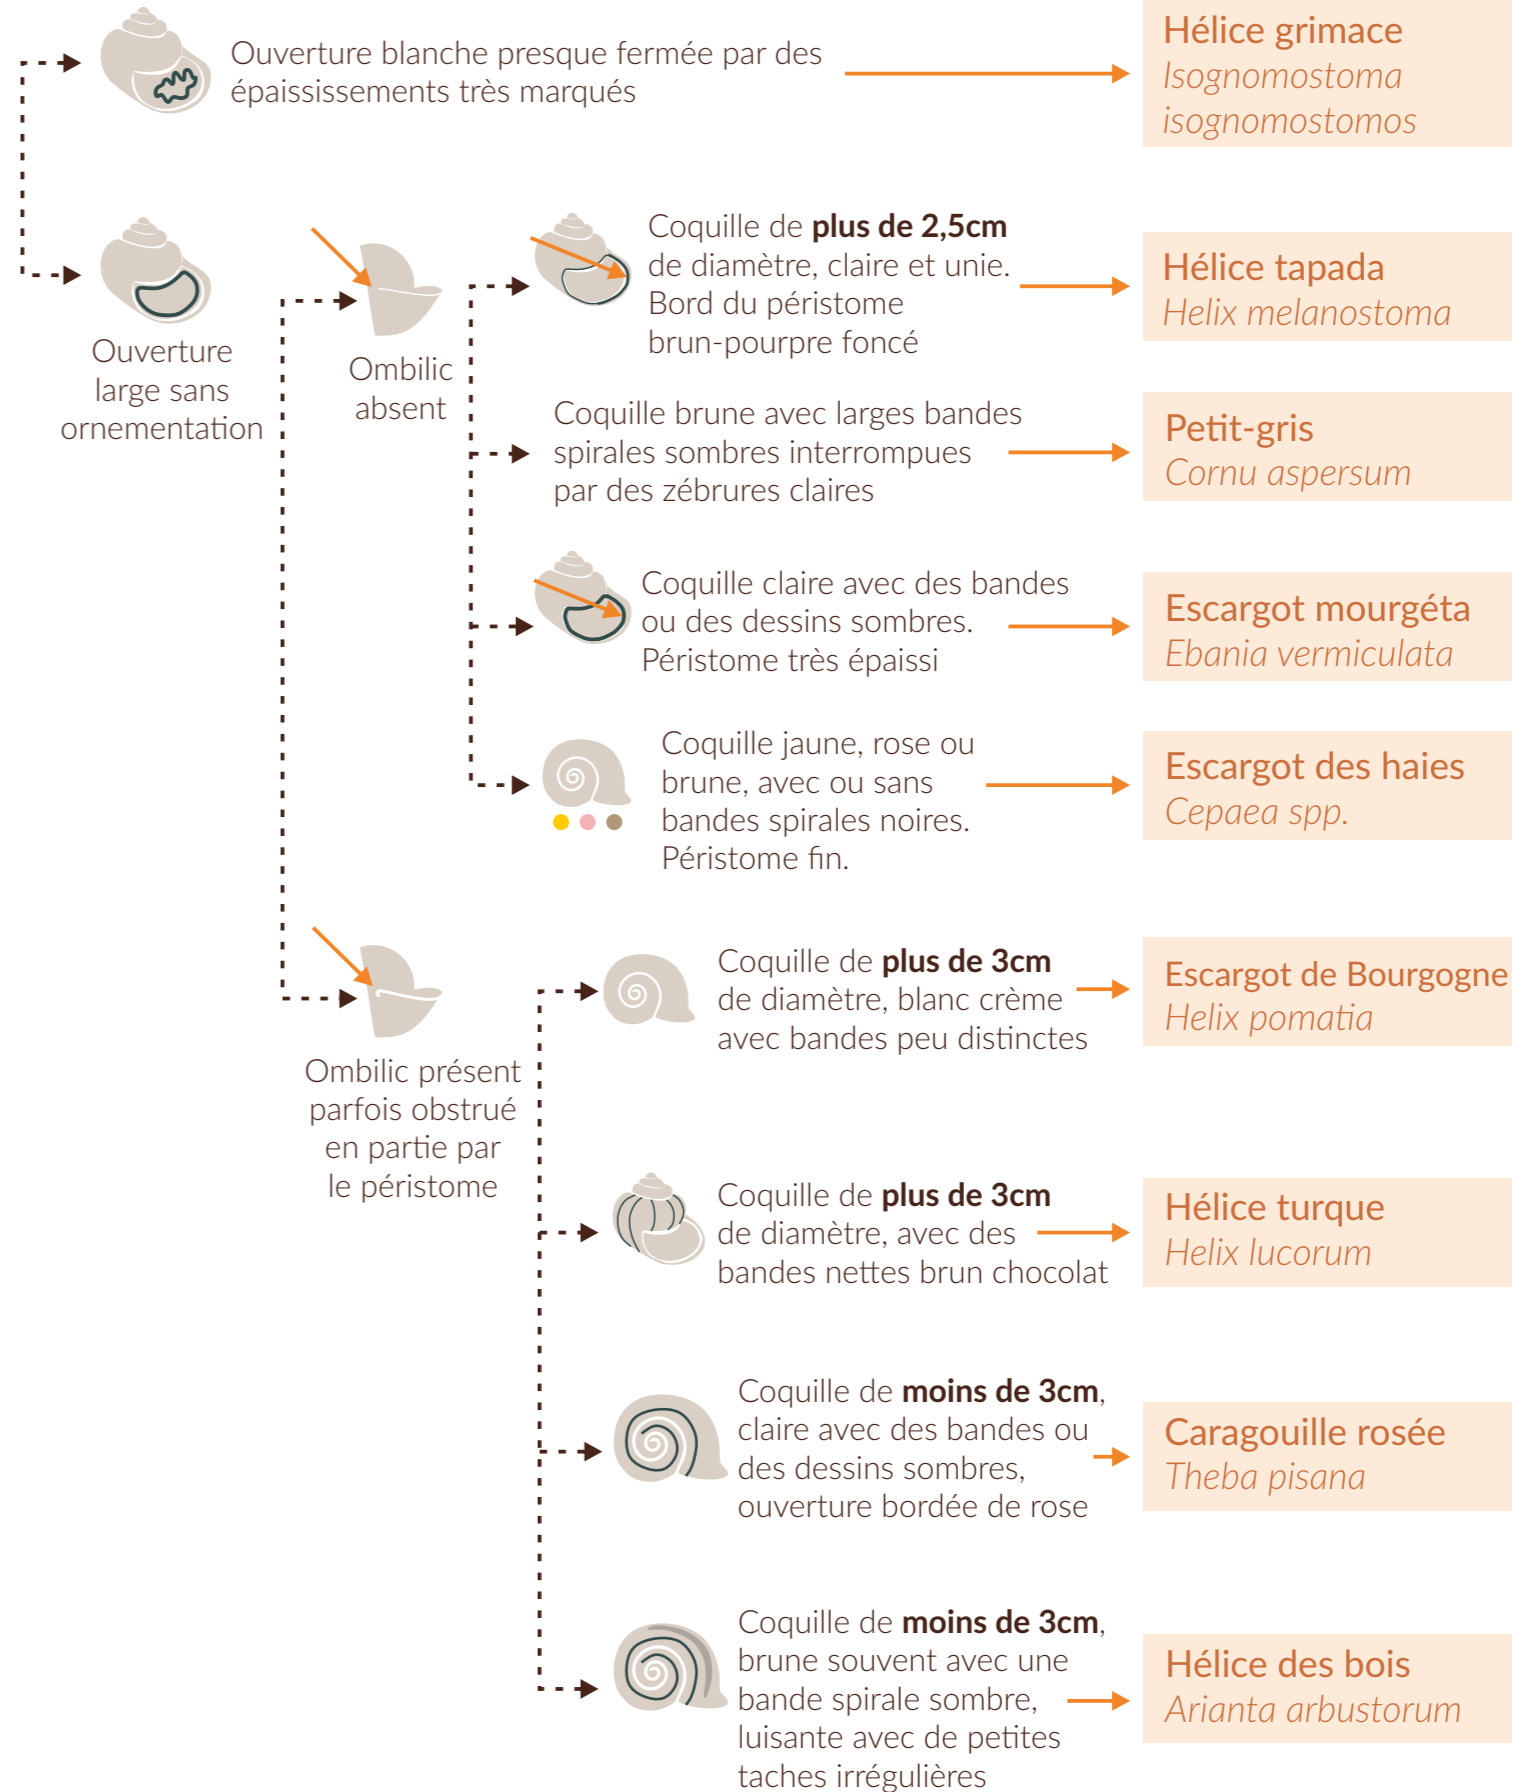 Ouverture blanche presque fermée par des
épaississements très marqués
Hélice grimace
Isognomostoma
isognomostomos
Ouverture
large sans
ornementation
Ombilic
absent
Coquille de plus de 2,5cm
de diamètre, claire et unie.
Bord du péristome
brun-pourpre foncé
Hélice tapada
Helix melanostoma
Coquille brune avec larges bandes
spirales sombres interrompues
par des zébrures claires
Petit-gris
Cornu aspersum
Coquille claire avec des bandes
ou des dessins sombres.
Péristome très épaissi
Escargot mourgéta
Ebania vermiculata
Coquille jaune, rose ou
brune, avec ou sans
bandes spirales noires.
Péristome fin.
Escargot des haies
Cepaea spp.
Ombilic présent
parfois obstrué
en partie par
le péristome
Coquille de plus de 3cm
de diamètre, blanc crème
avec bandes peu distinctes
Escargot de Bourgogne
Helix pomatia
Coquille de plus de 3cm
de diamètre, avec des
bandes nettes brun chocolat
Hélice turque
Helix lucorum
Coquille de moins de 3cm,
claire avec des bandes ou
des dessins sombres,
ouverture bordée de rose
Caragouille rosée
Theba pisana
Coquille de moins de 3cm,
brune souvent avec une
bande spirale sombre,
luisante avec de petites
taches irrégulières
Hélice des bois
Arianta arbustorum